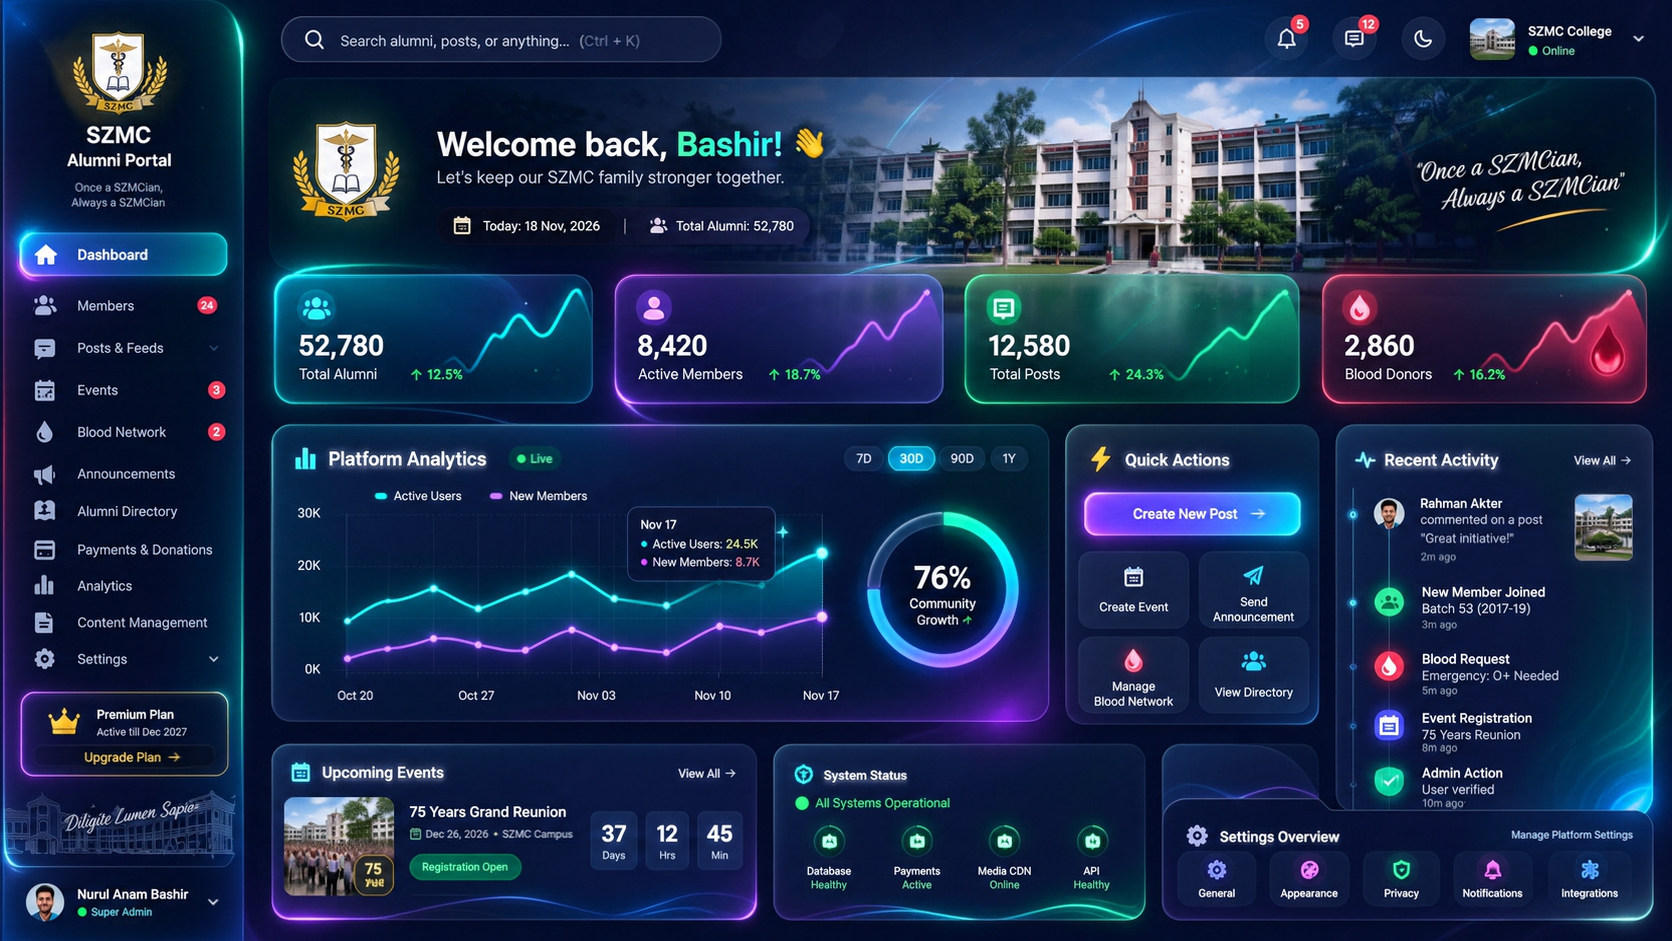 SZMC
SZMC
Alumni Portal
Once a SZMCian,
Always a SZMCian
Dashboard
Members
24
Posts & Feeds
Events
3
Blood Network
2
Announcements
Alumni Directory
Payments & Donations
Analytics
Content Management
Settings
Premium Plan
Active till Dec 2027
Upgrade Plan →
Diligite Lumen Sapie
Nurul Anam Bashir
Super Admin
Search alumni, posts, or anything... (Ctrl + K)
5
12
SZMC College
Online
SZMC
Welcome back, Bashir! 👋
Let's keep our SZMC family stronger together.
Today: 18 Nov, 2026 | Total Alumni: 52,780
"Once a SZMCian,
Always a SZMCian"
52,780
Total Alumni ↑ 12.5%
8,420
Active Members ↑ 18.7%
12,580
Total Posts ↑ 24.3%
2,860
Blood Donors ↑ 16.2%
Platform Analytics
Live
7D 30D 90D 1Y
Active Users New Members
30K
20K
10K
0K
Oct 20 Oct 27 Nov 03 Nov 10 Nov 17
Nov 17
Active Users: 24.5K
New Members: 8.7K
76%
Community
Growth
Quick Actions
Create New Post →
Create Event
Send
Announcement
Manage
Blood Network
View Directory
Recent Activity
View All →
Rahman Akter
commented on a post
"Great initiative!"
2m ago
New Member Joined
Batch 53 (2017-19)
3m ago
Blood Request
Emergency: O+ Needed
5m ago
Event Registration
75 Years Reunion
8m ago
Admin Action
User verified
10m ago
Upcoming Events
View All →
75
75 Years Grand Reunion
Dec 26, 2026 • SZMC Campus
Registration Open
37 12 45
Days Hrs Min
System Status
All Systems Operational
Database
Healthy
Payments
Active
Media CDN
Online
API
Healthy
Settings Overview
Manage Platform Settings
General
Appearance
Privacy
Notifications
Integrations